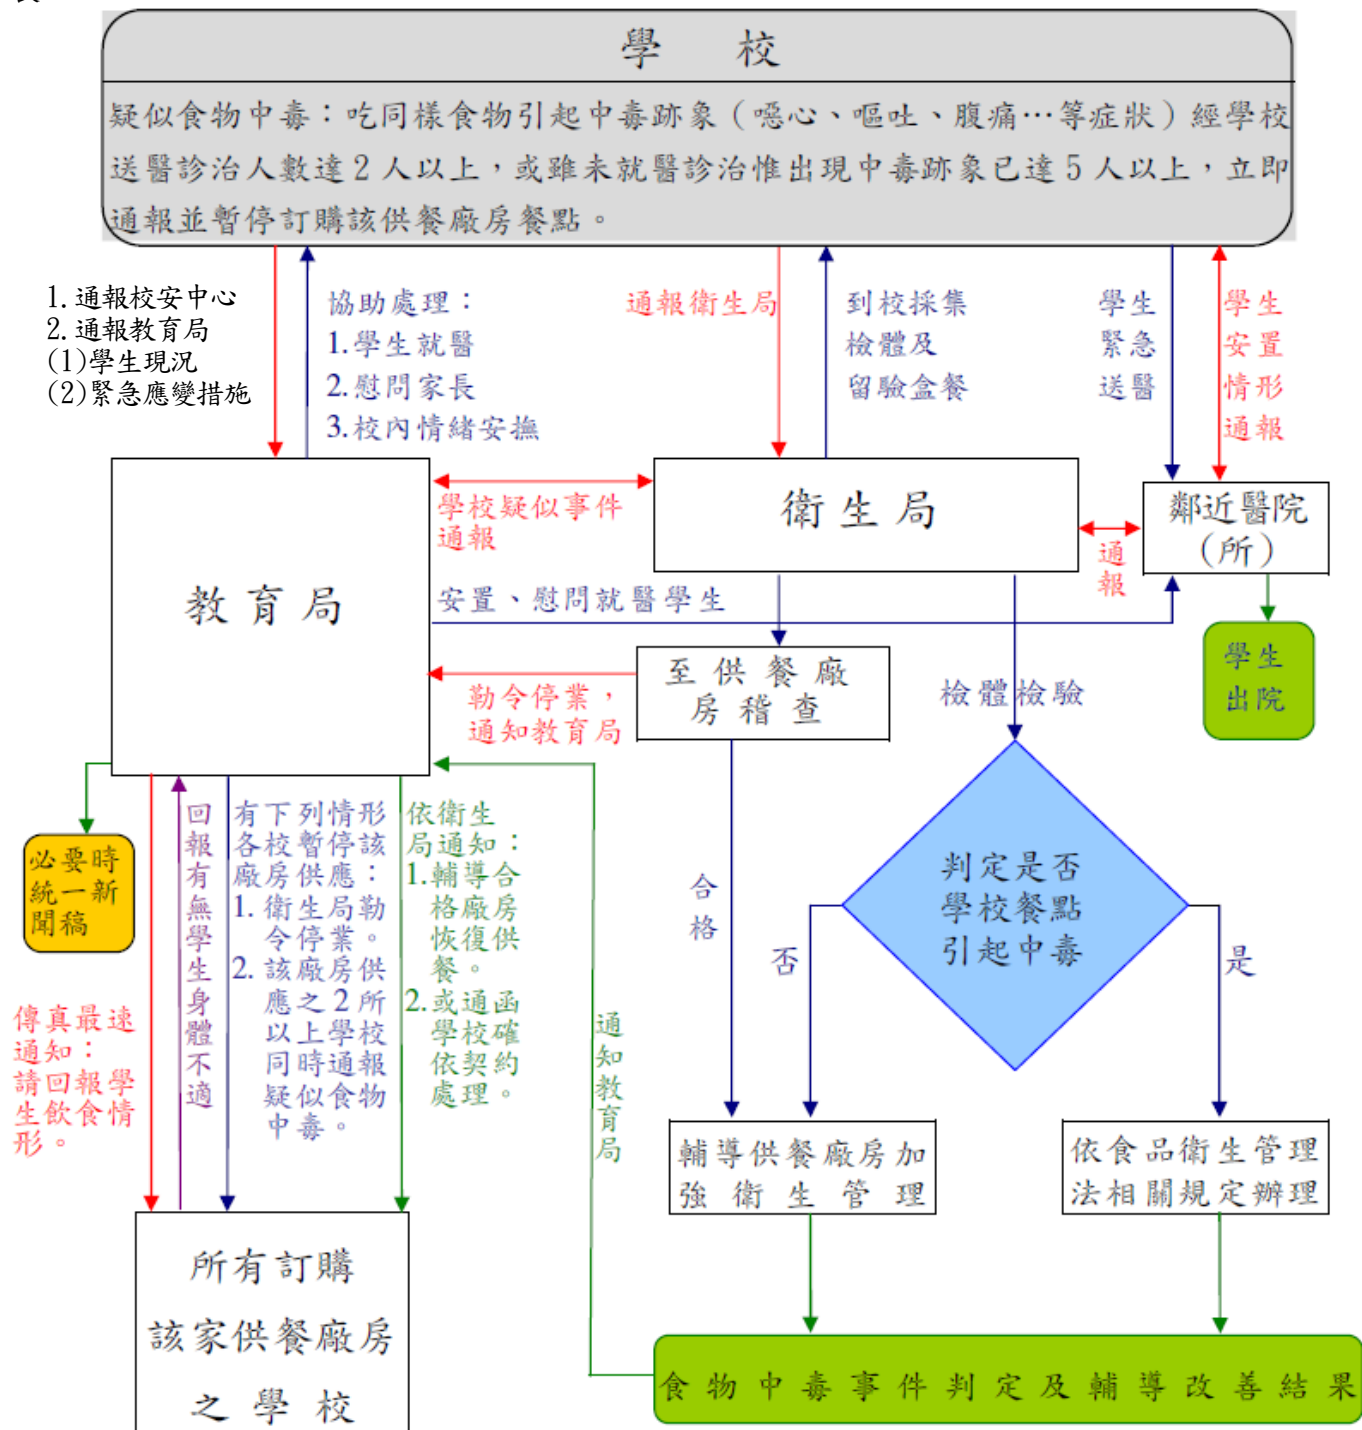 學校
疑似食物中毒：吃同樣食物引起中毒跡象（噁心、嘔吐、腹痛…等症狀）經學校
送醫診治人數達2人以上，或雖未就醫診治惟出現中毒跡象已達5人以上，立即
通報並暫停訂購該供餐廠房餐點。
1.通報校安中心
2.通報教育局
(1)學生現況
(2)緊急應變措施
協助處理：
1.學生就醫
2.慰問家長
3.校內情緒安撫
通報衛生局
到校採集
檢體及
留驗盒餐
學生
緊急
送醫
學生
安置
情形
通報
教育局
學校疑似事件
通報
衛生局
通
報
鄰近醫院
(所)
安置、慰問就醫學生
勒令停業，
通知教育局
至供餐廠
房稽查
檢體檢驗
學生
出院
必要時
統一新
聞稿
傳真最速
通知：
請回報學
生飲食情
形。
回報有無學生身體不適
有下列情形
各校暫停該
廠房供應：
1.衛生局勒
令停業。
2.該廠房供
應之2所
以上學校
同時通報
疑似食物
中毒。
依衛生
局通知：
1.輔導合
格廠房
恢復供
餐。
2.或通函
學校確
依契約
處理。
通知教育局
合格
判定是否
學校餐點
引起中毒
否
是
輔導供餐廠房加
強衛生管理
依食品衛生管理
法相關規定辦理
所有訂購
該家供餐廠房
之學校
食物中毒事件判定及輔導改善結果